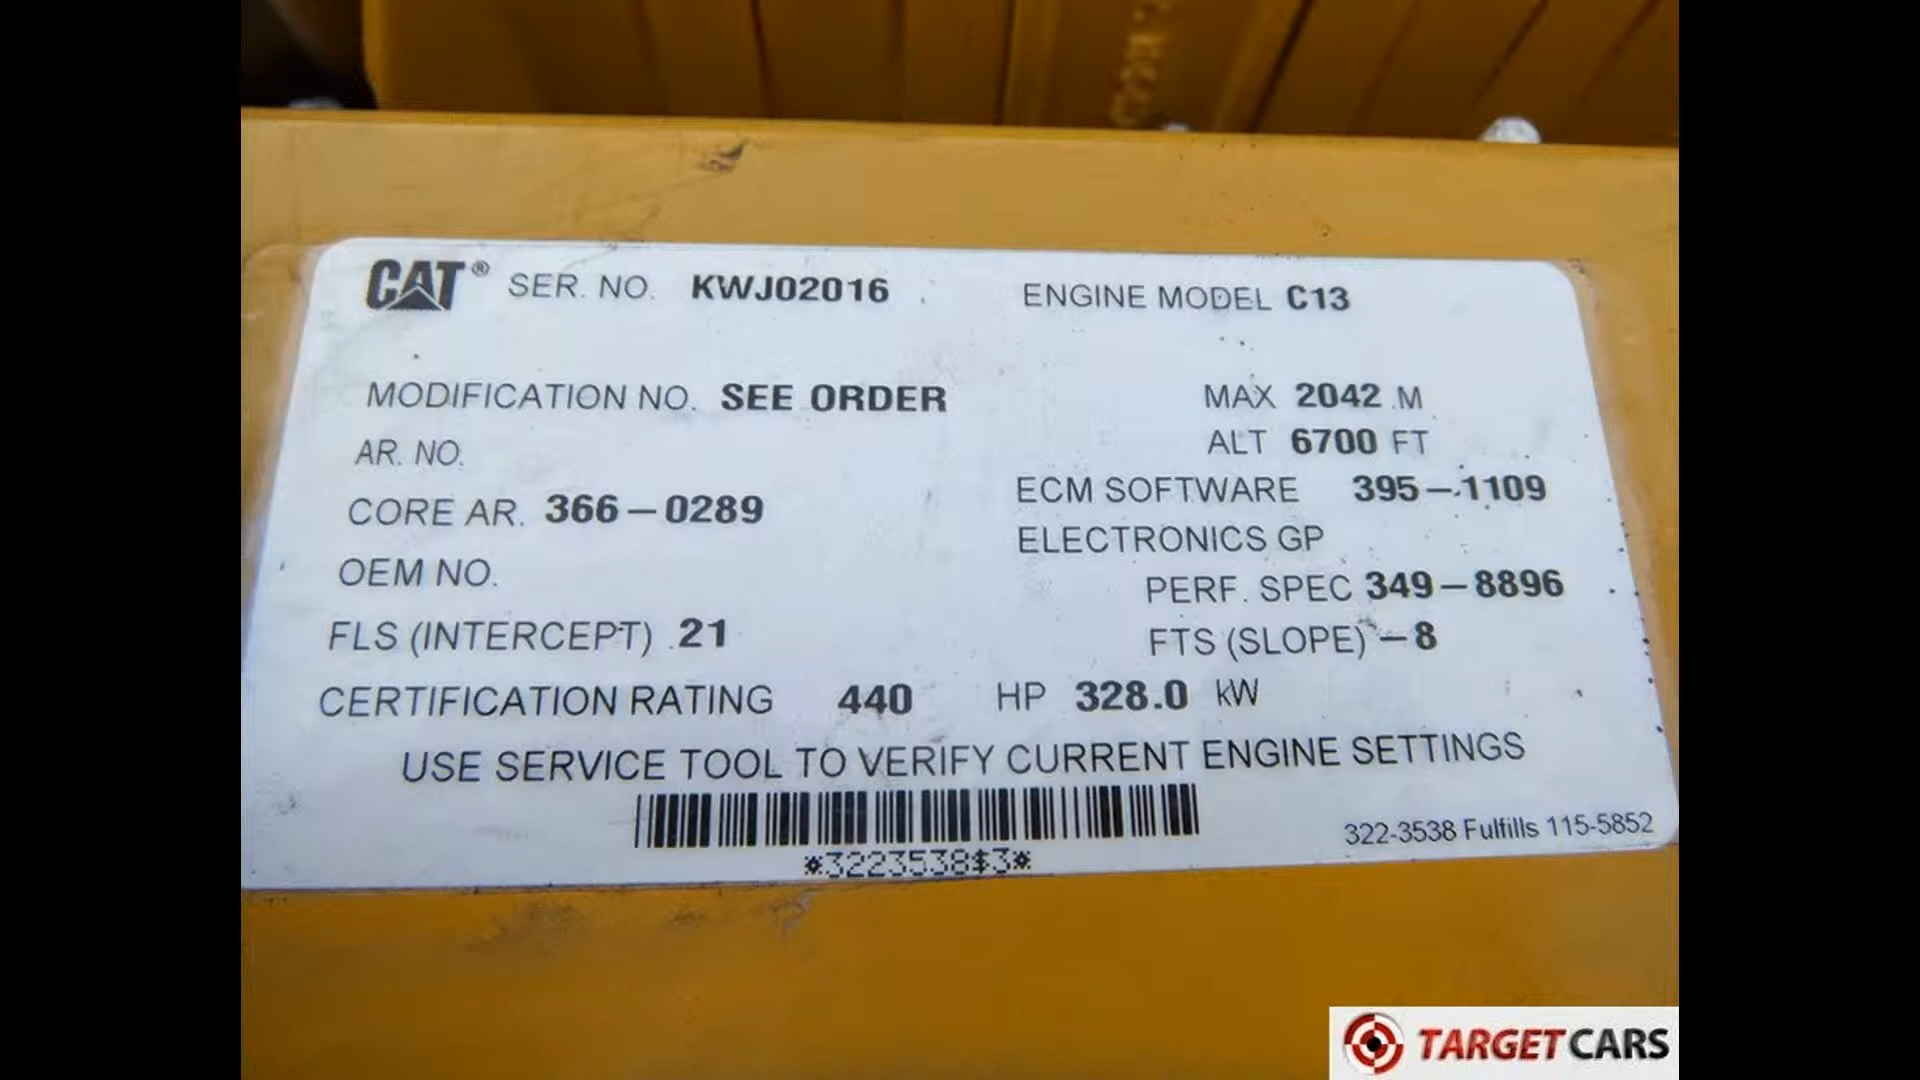 CAT® SER. NO. KWJ02016 ENGINE MODEL C13
MODIFICATION NO. SEE ORDER MAX 2042 M
AR. NO. ALT 6700 FT
CORE AR. 366-0289 ECM SOFTWARE 395-1109
ELECTRONICS GP
OEM NO. PERF. SPEC 349-8896
FLS (INTERCEPT) 21 FTS (SLOPE) -8
CERTIFICATION RATING 440 HP 328.0 kW
USE SERVICE TOOL TO VERIFY CURRENT ENGINE SETTINGS
322-3538 Fulfills 115-5852
*3223538$3*
TARGETCARS